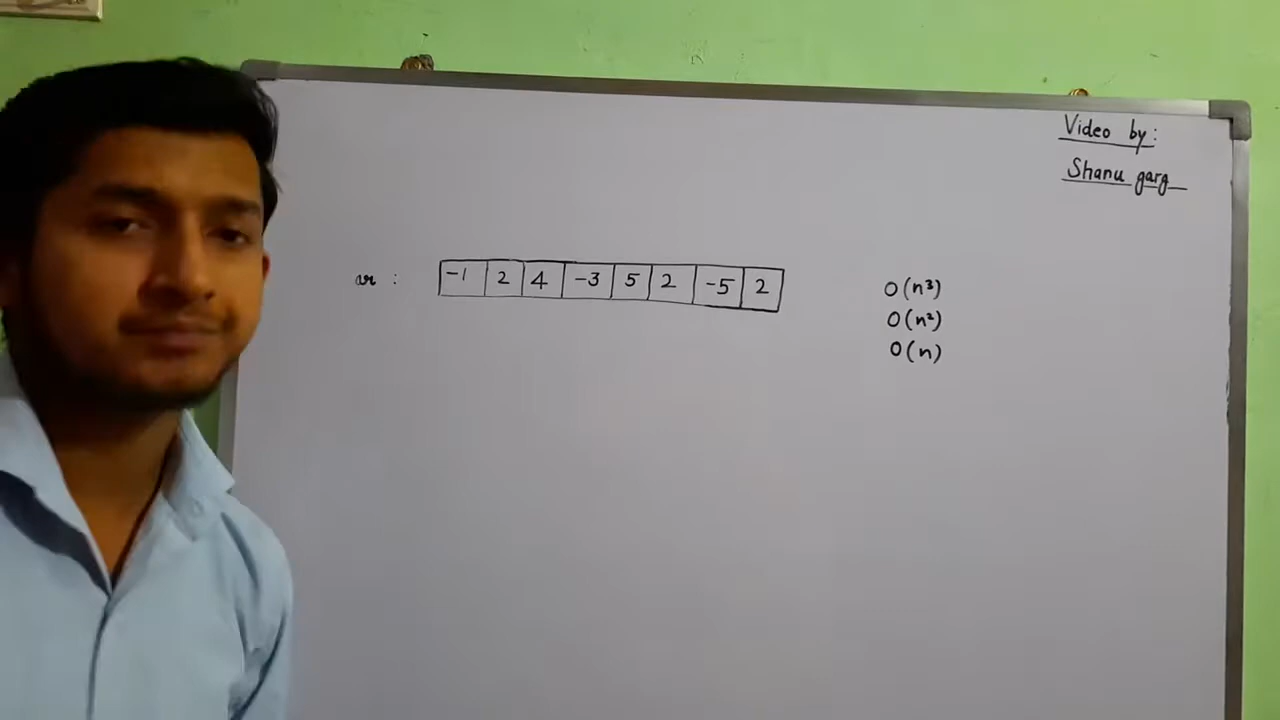 Video by:
Shanu garg
ar :
-1 2 4 -3 5 2 -5 2
O(n³)
O(n²)
O(n)